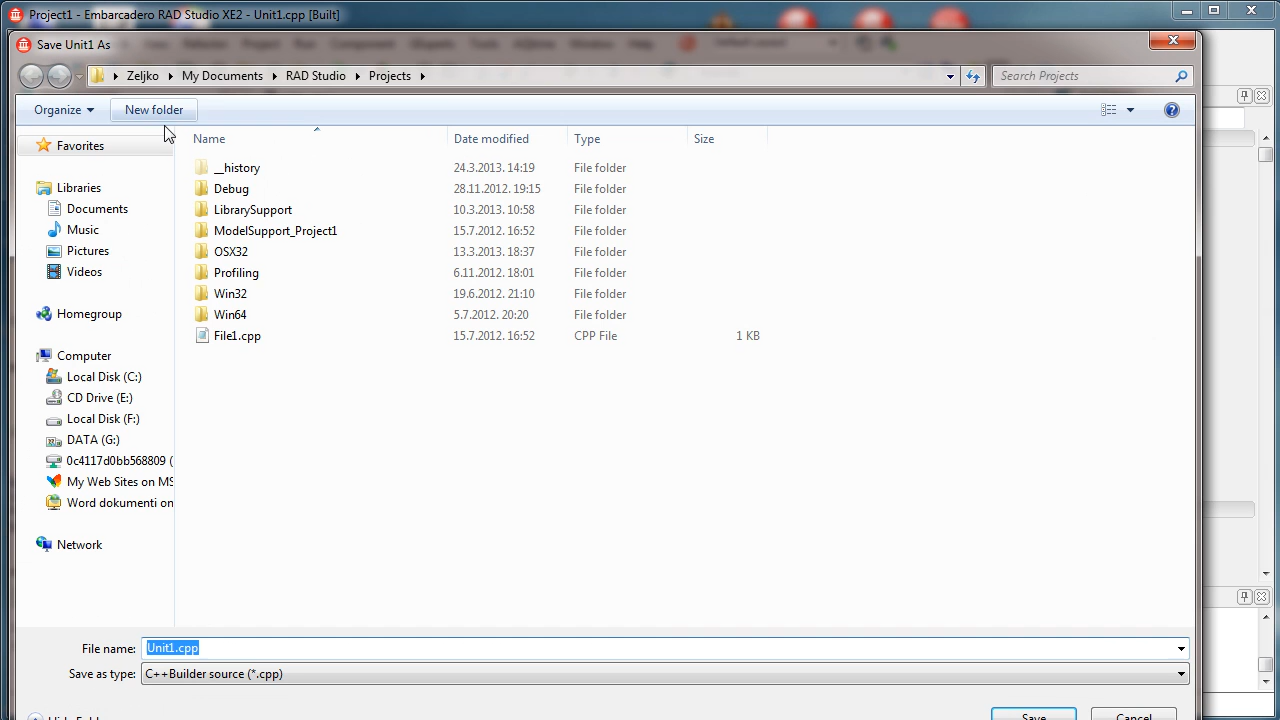 Project1 - Embarcadero RAD Studio XE2 - Unit1.cpp [Built]
Save Unit1 As
Zeljko My Documents RAD Studio Projects Search Projects
Organize New folder
Name Date modified Type Size
Favorites
Libraries
Documents
Music
Pictures
Videos
Homegroup
Computer
Local Disk (C:)
CD Drive (E:)
Local Disk (F:)
DATA (G:)
0c4117d0bb568809 (
My Web Sites on MS
Word dokumenti on
Network
__history 24.3.2013. 14:19 File folder
Debug 28.11.2012. 19:15 File folder
LibrarySupport 10.3.2013. 10:58 File folder
ModelSupport_Project1 15.7.2012. 16:52 File folder
OSX32 13.3.2013. 18:37 File folder
Profiling 6.11.2012. 18:01 File folder
Win32 19.6.2012. 21:10 File folder
Win64 5.7.2012. 20:20 File folder
File1.cpp 15.7.2012. 16:52 CPP File 1 KB
File name: Unit1.cpp
Save as type: C++Builder source (*.cpp)
Save Cancel